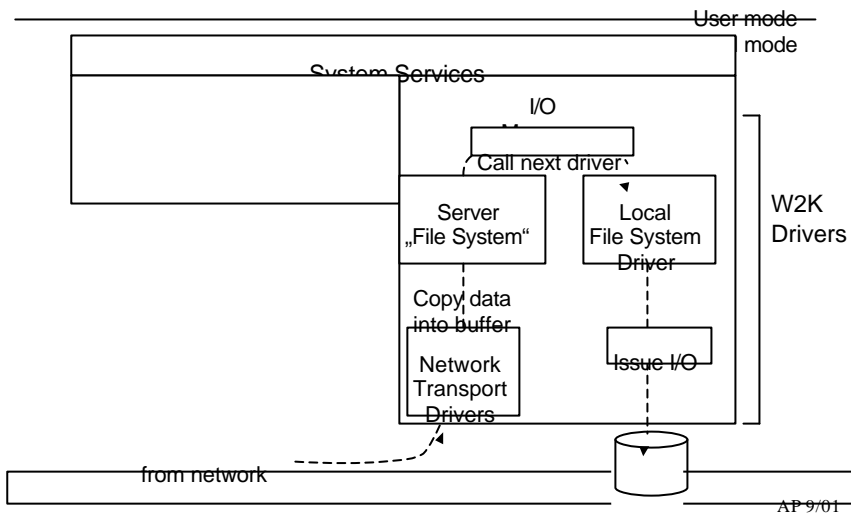 User mode
mode
System Services
I/O
Call next driver
Server
„File System“
Local
File System
Driver
W2K
Drivers
Copy data
into buffer
Network
Transport
Drivers
Issue I/O
from network
AP 9/01